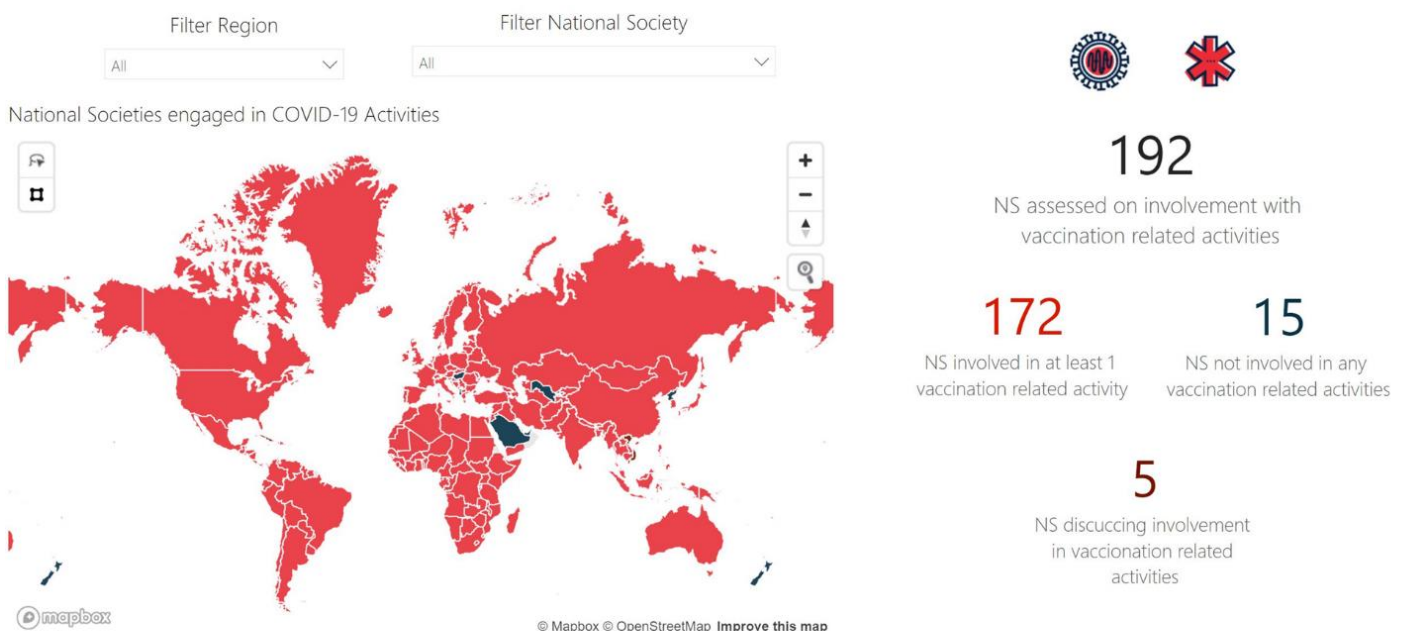 Filter Region
Filter National Society
All
All
National Societies engaged in COVID-19 Activities
mapbox
© Mapbox © OpenStreetMap Improve this map
192
NS assessed on involvement with
vaccination related activities
172
NS involved in at least 1
vaccination related activity
15
NS not involved in any
vaccination related activities
5
NS discuccing involvement
in vaccionation related
activities